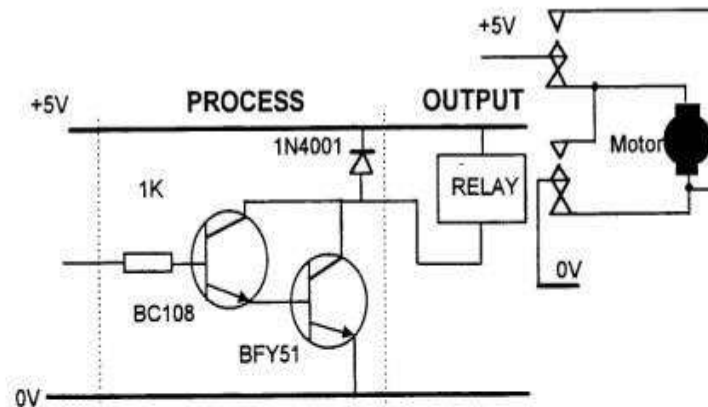 +5V
+5V
PROCESS
OUTPUT
1N4001
Motor
1K
RELAY
BC108
0V
BFY51
0V